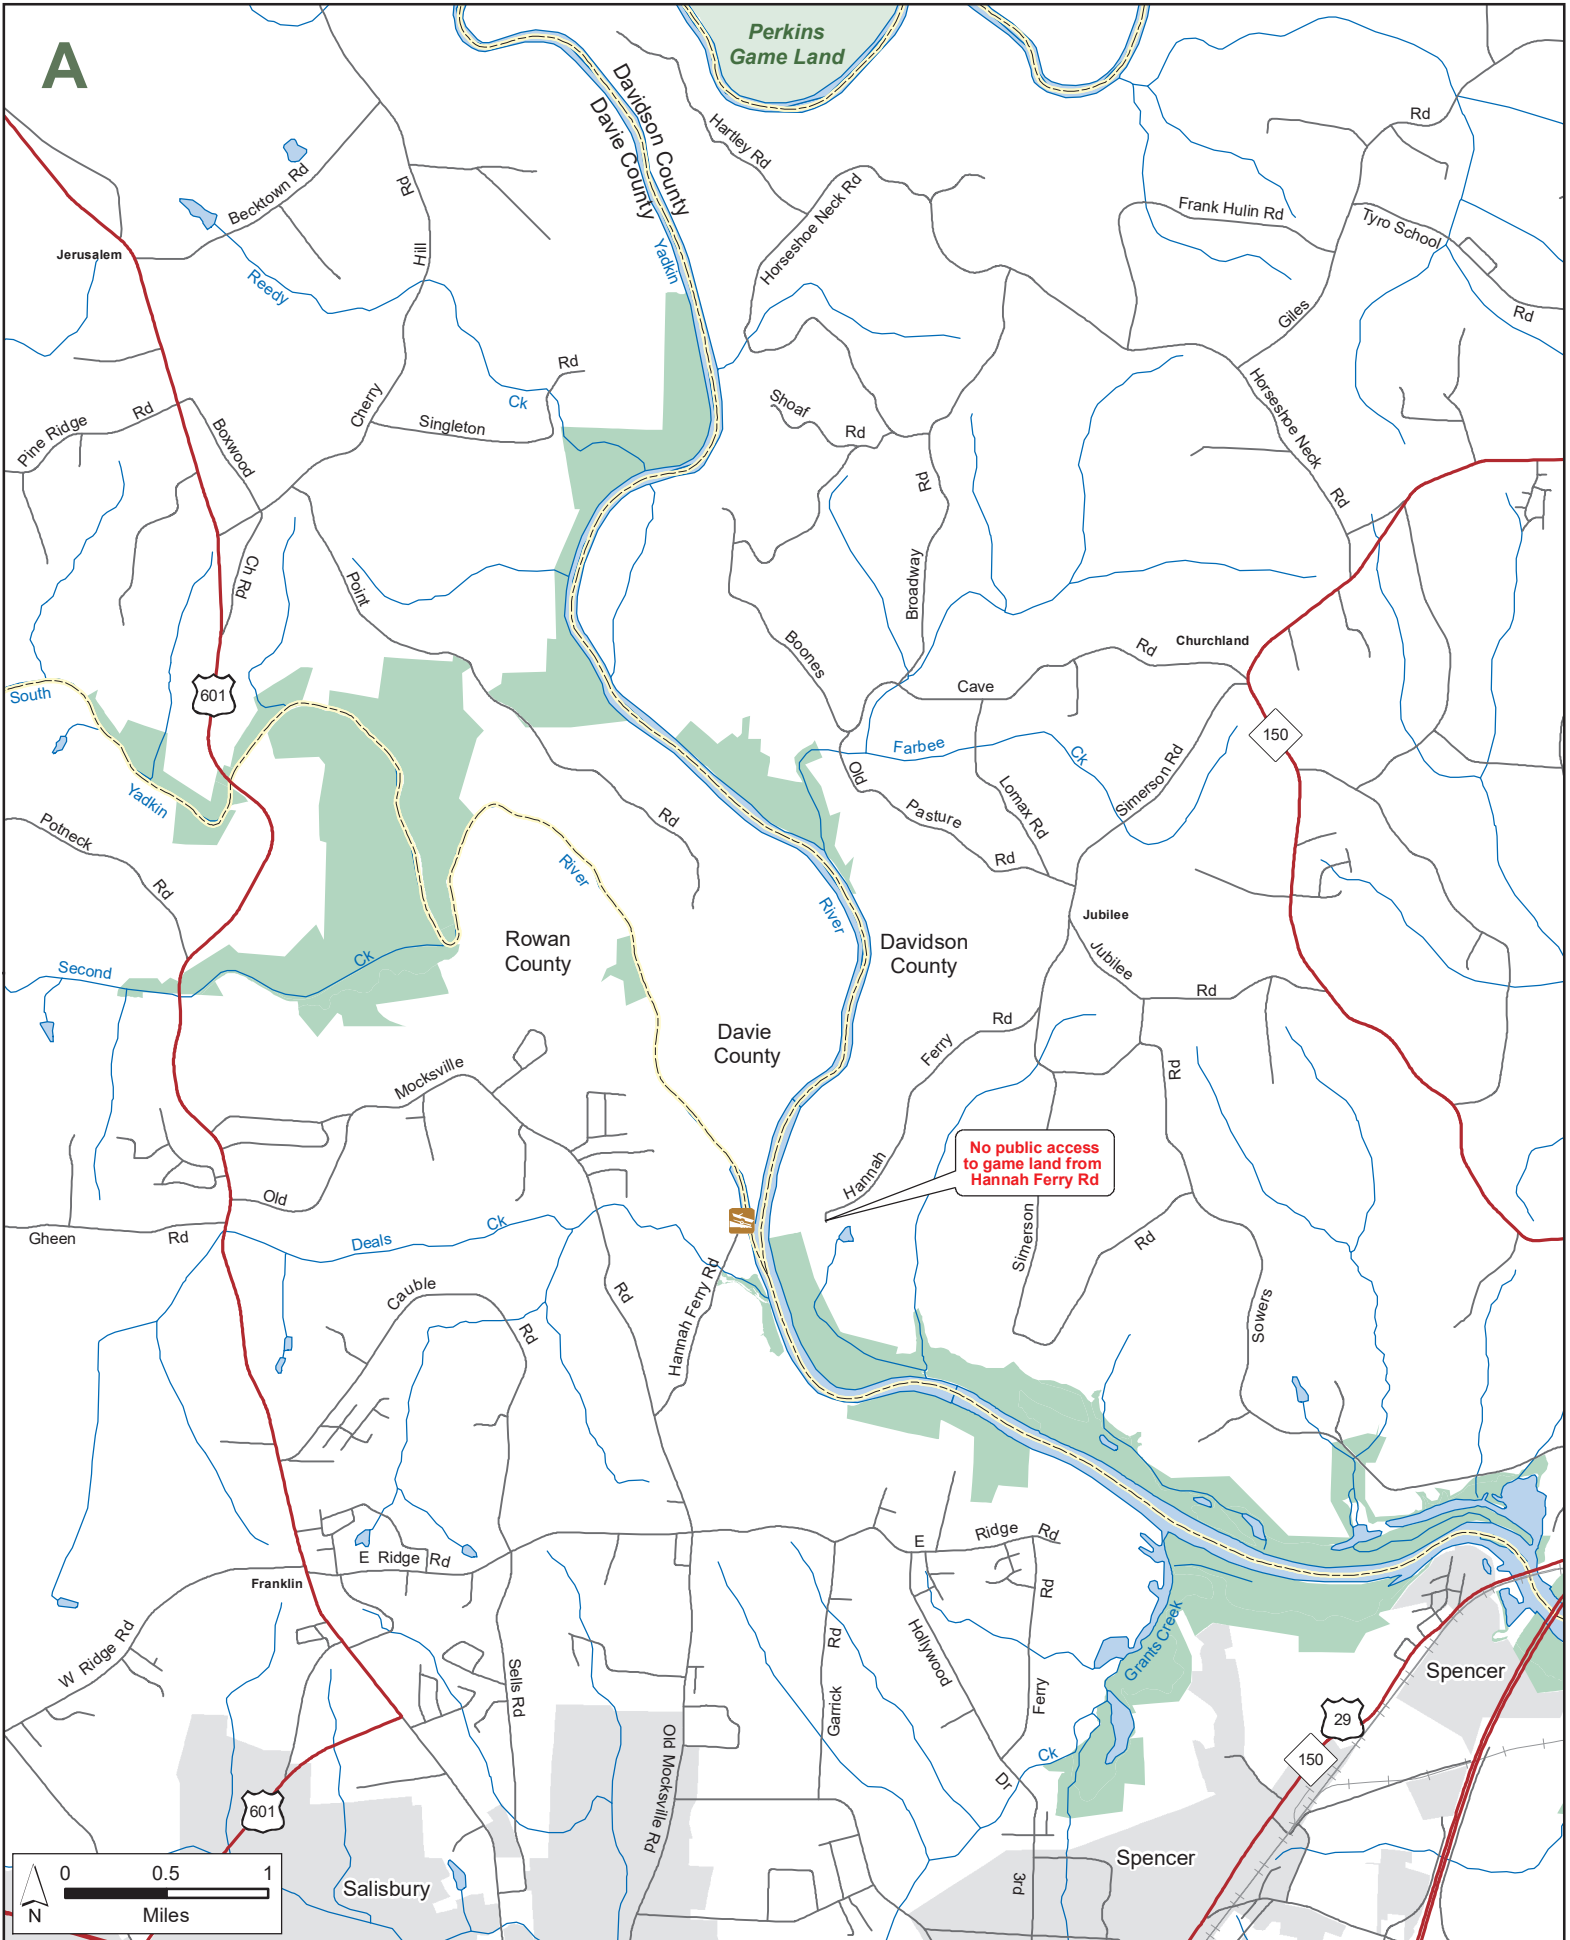 A
Perkins
Game Land
Davidson County
Davie County
Hartley Rd
Rd
Becktown Rd
Rd
Horseshoe Neck Rd
Frank Hulin Rd
Tyro School
Rd
Jerusalem
Hill
Yadkin
Reedy
Giles
Rd
Ck
Cherry
Singleton
Shoaf
Rd
Horseshoe Neck
Rd
Pine Ridge
Rd
Boxwood
Rd
Broadway
Ch Rd
Point
Boones
Rd
Churchland
Cave
South
601
Farbee
Ck
150
Simerson Rd
Old
Pasture
Rd
Lomax Rd
Yadkin
Potneck
Rd
Rd
River
River
Jubilee
Jubilee
Rd
Rowan
County
Davidson
County
Second
Ck
Davie
County
Ferry
Rd
Rd
Mocksville
No public access
to game land from
Hannah Ferry Rd
Hannah
Old
Gheen
Rd
Deals
Ck
Simerson
Rd
Cauble
Rd
Rd
Hannah Ferry Rd
Sowers
E Ridge Rd
E
Ridge
Rd
Franklin
Rd
W Ridge Rd
Sells Rd
Rd
Garrick
Hollywood
Ferry
Grants Creek
Spencer
29
150
Old Mocksville Rd
Ck
Dr
601
Spencer
3rd
Salisbury
0 0.5 1
Miles
N